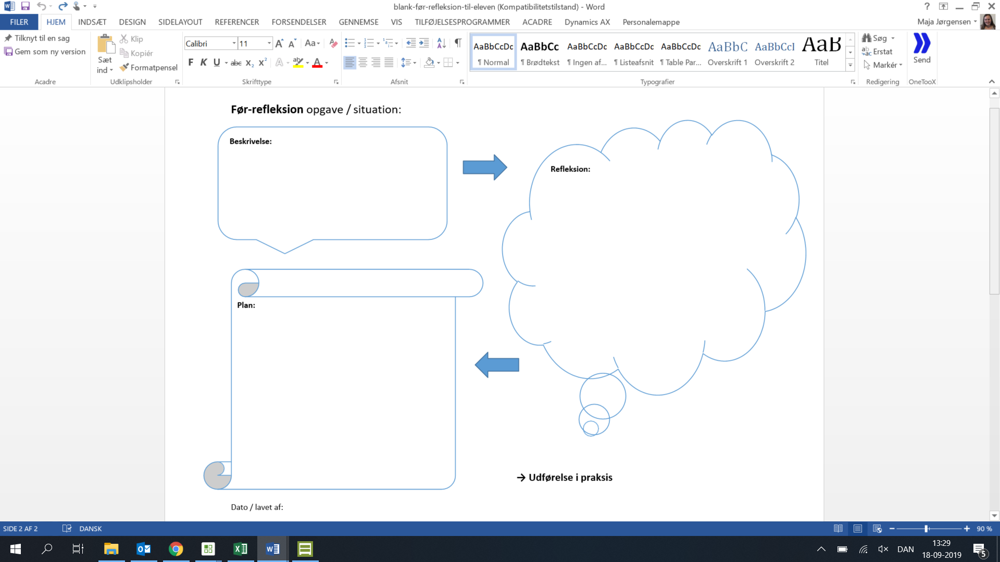 blank-før-refleksion-til-eleven (Kompatibilitetstilstand) - Word
FILER HJEM INDSÆT DESIGN SIDELAYOUT REFERENCER FORSENDELSER GENNEMSE VIS TILFØJELSESPROGRAMMER ACADRE Dynamics AX Personalemappe Maja Jørgensen
Tilknyt til en sag
Gem som ny version
Acadre
Sæt
ind
Klip
Kopiér
Formatpensel
Udklipsholder
Calibri 11
F K U abc X₂ X²
Skrifttype
Afsnit
AaBbCcDc AaBbCc AaBbCcDc AaBbCcDc AaBbCcDc AaBbC AaBbCcI AaB
¶ Normal ¶ Brødtekst ¶ Ingen af... ¶ Listeafsnit ¶ Table Par... Overskrift 1 Overskrift 2 Titel
Typografier
Søg
Erstat
Markér
Redigering
Send
OneTooX
Før-refleksion opgave / situation:
Beskrivelse:
Refleksion:
Plan:
→ Udførelse i praksis
Dato / lavet af:
SIDE 2 AF 2 DANSK 90 %
DAN
13:29
18-09-2019
5